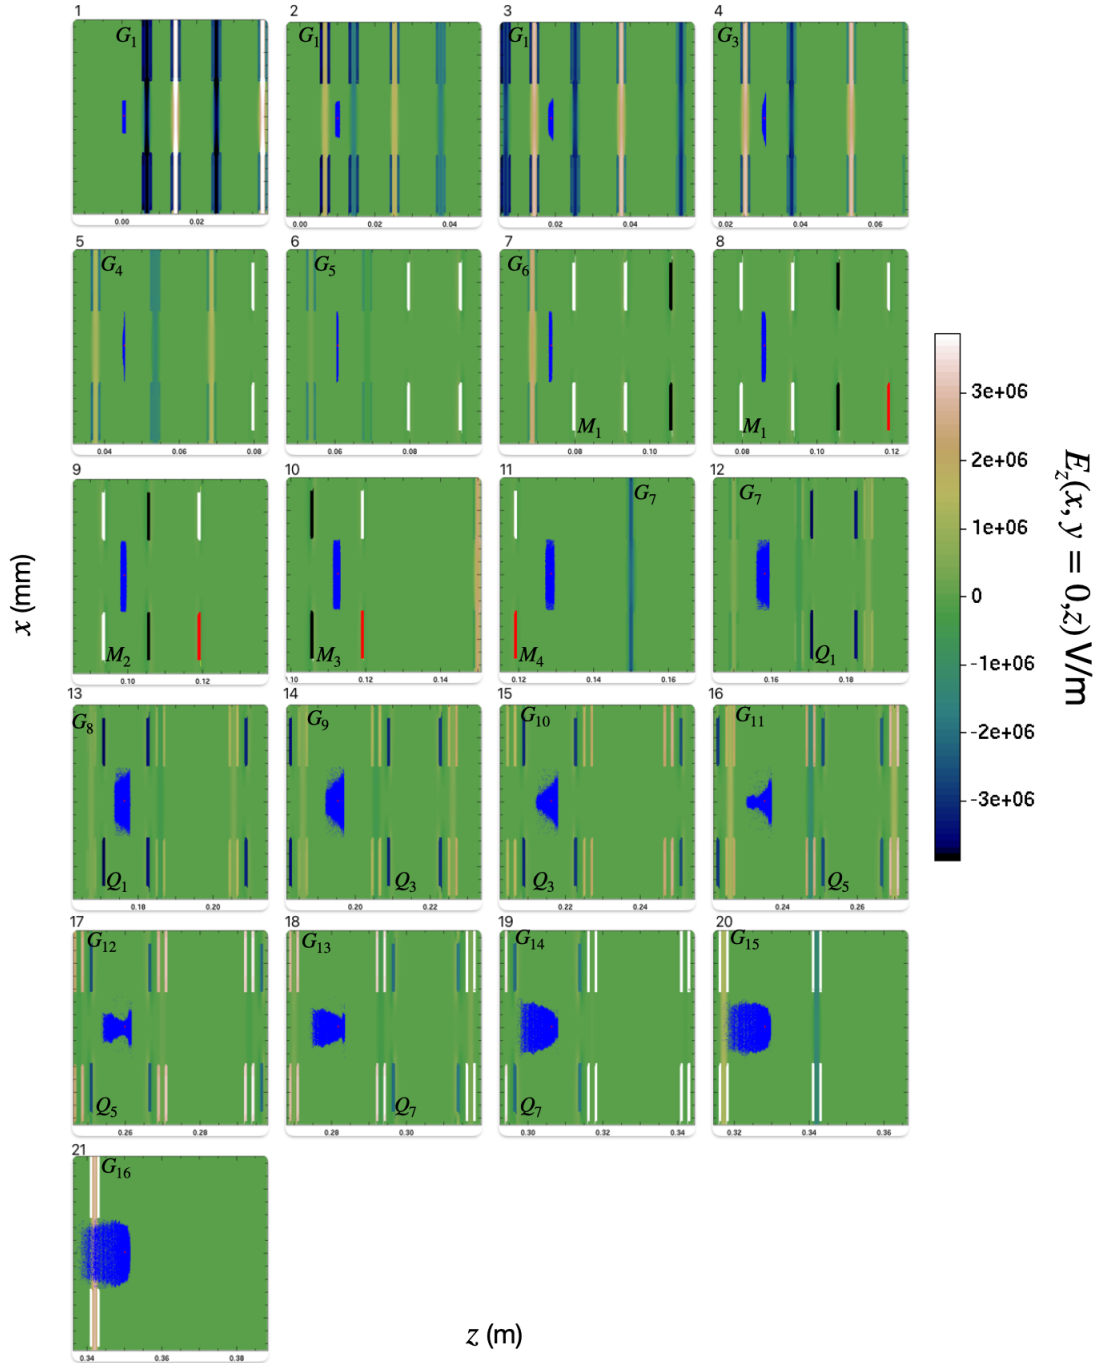 1 2 3 4
G1 G1 G1 G3
0.00 0.02 0.00 0.02 0.04 0.00 0.02 0.04 0.02 0.04 0.06
5 6 7 8
G4 G5 G6
M1 M1
0.04 0.06 0.08 0.06 0.08 0.08 0.10 0.08 0.10 0.12
9 10 11 12
G7 G7
M2 M3 M4 Q1
0.10 0.12 0.10 0.12 0.14 0.12 0.14 0.16 0.16 0.18
13 14 15 16
G8 G9 G10 G11
Q1 Q3 Q3 Q5
0.18 0.20 0.20 0.22 0.22 0.24 0.24 0.26
17 18 19 20
G12 G13 G14 G15
Q5 Q7 Q7
0.26 0.28 0.28 0.30 0.30 0.32 0.34 0.32 0.34 0.36
21
G16
0.34 0.36 0.38
x (mm)
z (m)
3e+06
2e+06
1e+06
0
-1e+06
-2e+06
-3e+06
Ez(x, y = 0,z) V/m